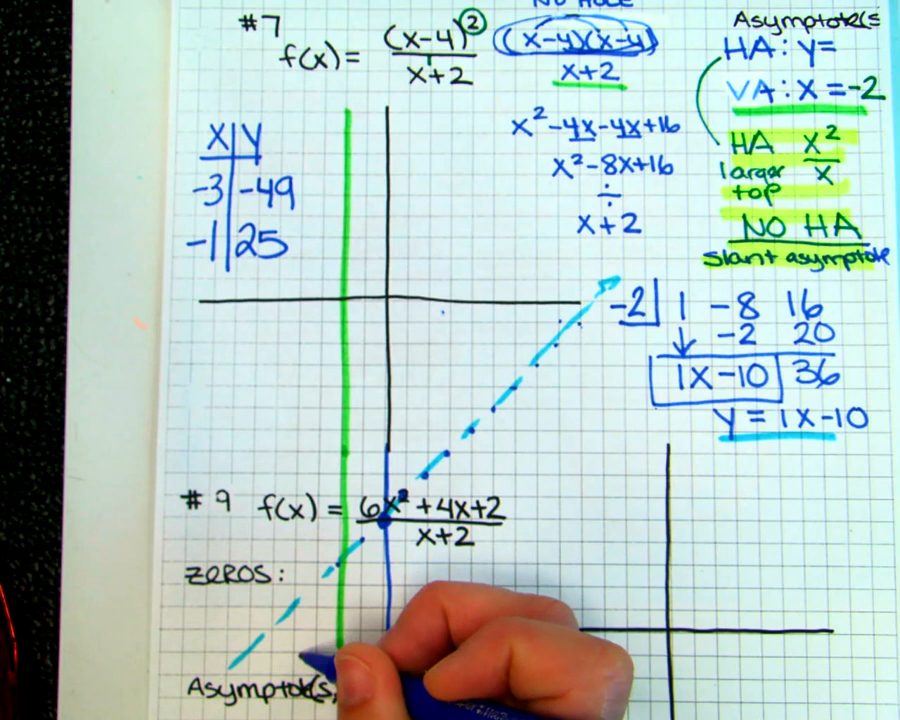 NO HOLE
#7
f(x) = (x-4)² / x+2
(x-4)(x-4) / x+2
Asymptote(s
HA: y=
VA: x = -2
x² - 4x - 4x + 16
x² - 8x + 16
÷
x + 2
HA x²/x
larger
top
NO HA
slant asymptote
x | y
-3 | -49
-1 | 25
-2 | 1 -8 16
↓ -2 20
1x - 10 | 36
y = 1x - 10
# 9 f(x) = 6x² + 4x + 2 / x+2
ZEROS:
Asymptote(s,